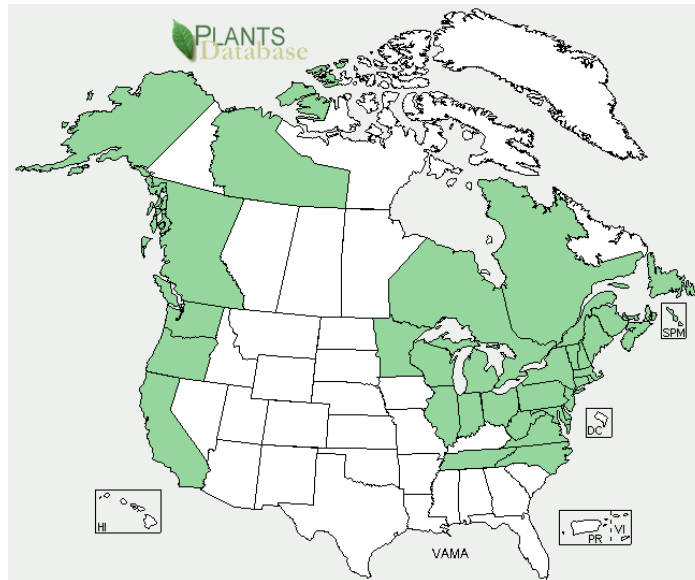 PLANTS
Database
SPM
DC
HI
PR
VI
VAMA